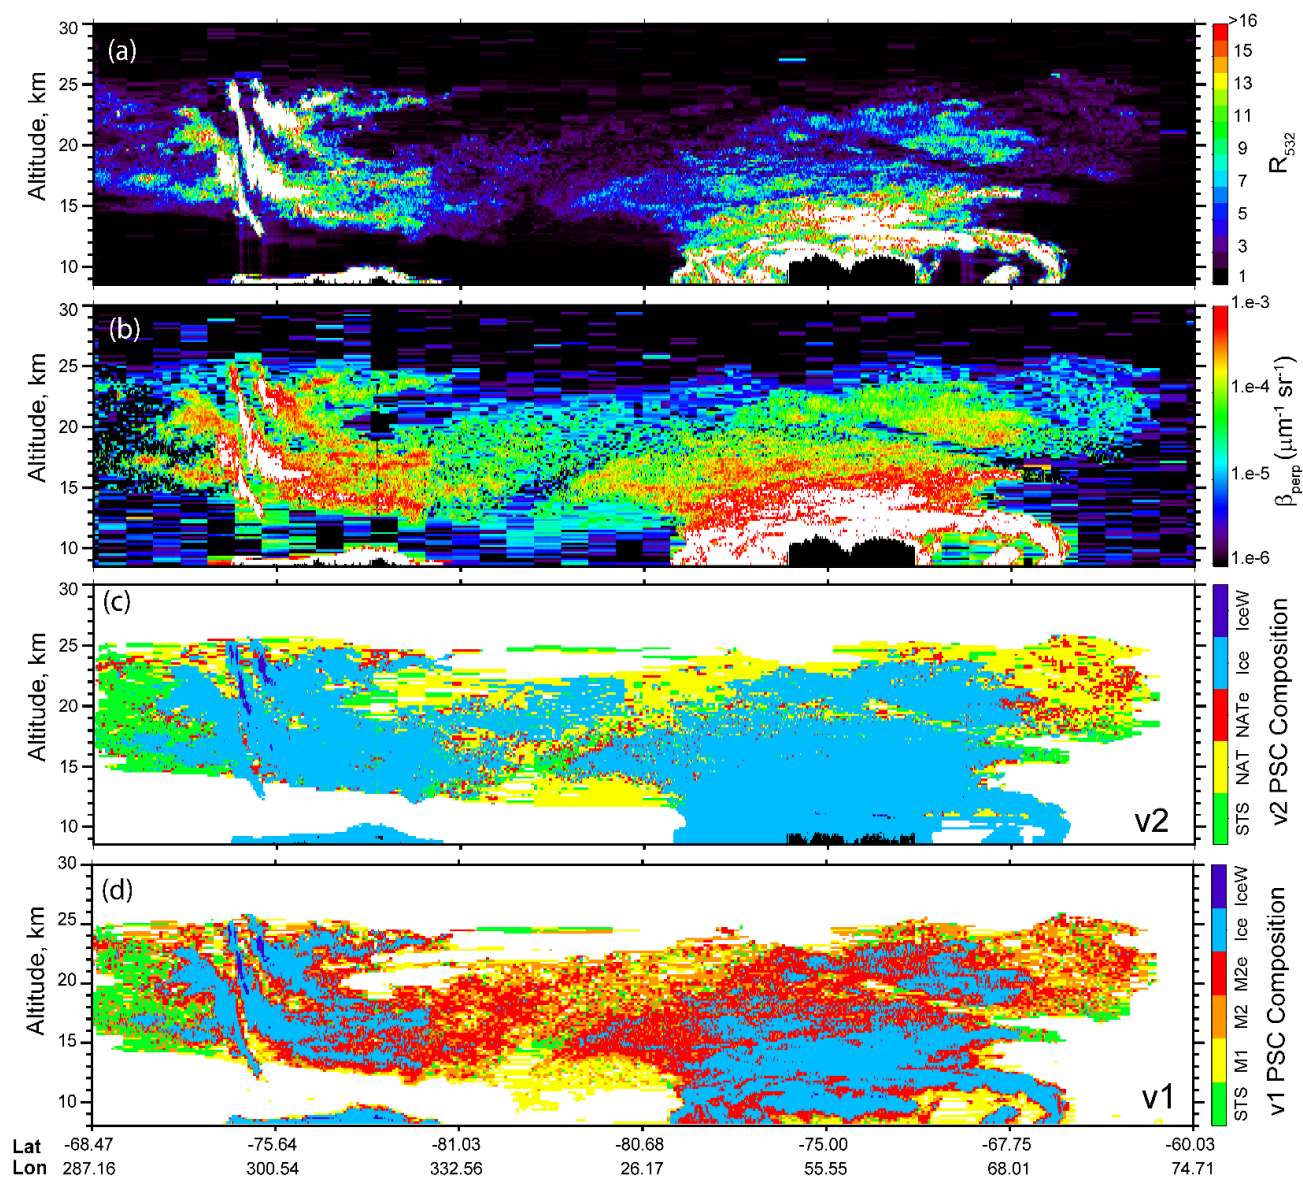 (a)
30
25
20
15
10
Altitude, km
>16
15
13
11
9
7
5
3
1
R532
(b)
30
25
20
15
10
Altitude, km
1.e-3
1.e-4
1.e-5
1.e-6
βperp (μm-1 sr-1)
(c)
30
25
20
15
10
Altitude, km
v2
STS NAT NATe Ice IceW
v2 PSC Composition
(d)
30
25
20
15
10
Altitude, km
v1
STS M1 M2 M2e Ice IceW
v1 PSC Composition
Lat -68.47 -75.64 -81.03 -80.68 -75.00 -67.75 -60.03
Lon 287.16 300.54 332.56 26.17 55.55 68.01 74.71